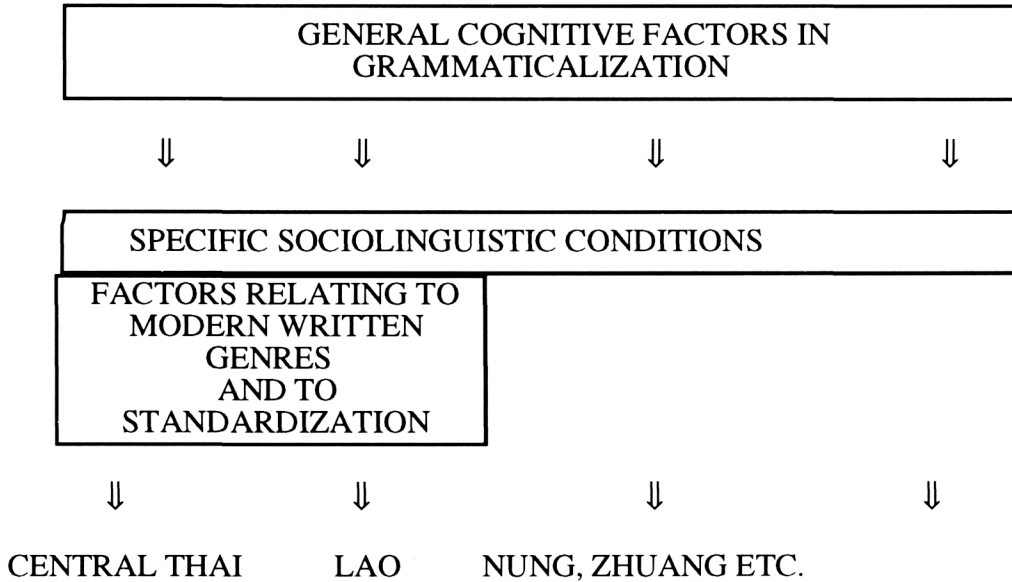 GENERAL COGNITIVE FACTORS IN
GRAMMATICALIZATION
⇓ ⇓ ⇓ ⇓
SPECIFIC SOCIOLINGUISTIC CONDITIONS
FACTORS RELATING TO
MODERN WRITTEN
GENRES
AND TO
STANDARDIZATION
⇓ ⇓ ⇓ ⇓
CENTRAL THAI LAO NUNG, ZHUANG ETC.